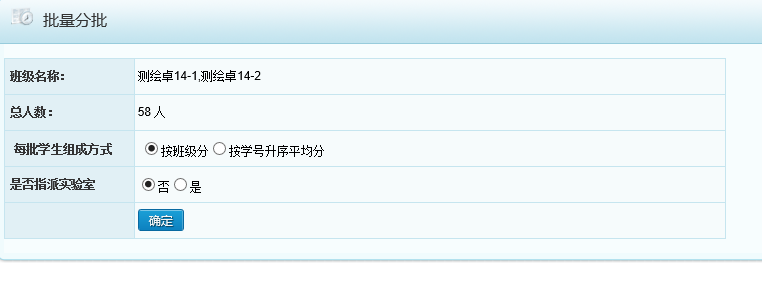 批量分批
班级名称： 测绘卓14-1,测绘卓14-2
总人数： 58 人
每批学生组成方式 按班级分 按学号升序平均分
是否指派实验室 否 是
确定